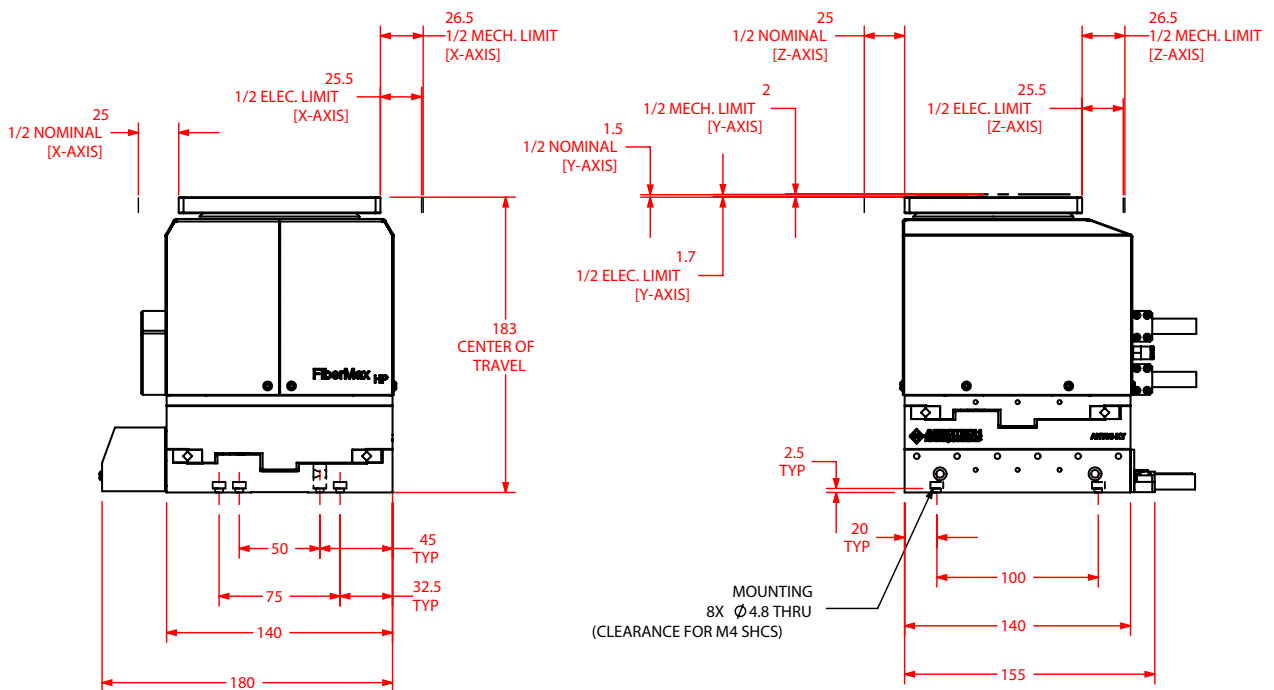 26.5
1/2 MECH. LIMIT
[X-AXIS]
25.5
1/2 ELEC. LIMIT
[X-AXIS]
25
1/2 NOMINAL
[X-AXIS]
183
CENTER OF
TRAVEL
FiberMax HP
50
45
TYP
75
32.5
TYP
140
180
25
1/2 NOMINAL
[Z-AXIS]
26.5
1/2 MECH. LIMIT
[Z-AXIS]
2
1/2 MECH. LIMIT
[Y-AXIS]
25.5
1/2 ELEC. LIMIT
[Z-AXIS]
1.5
1/2 NOMINAL
[Y-AXIS]
1.7
1/2 ELEC. LIMIT
[Y-AXIS]
2.5
TYP
20
TYP
100
MOUNTING
8X Ø 4.8 THRU
(CLEARANCE FOR M4 SHCS)
140
155